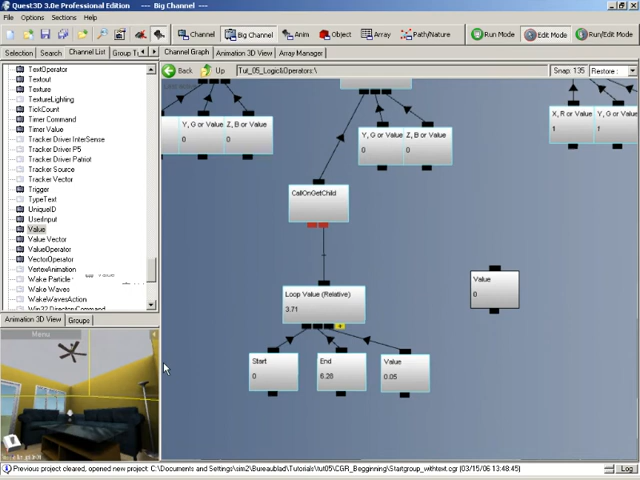 Quest3D 3.0e Professional Edition -- Big Channel --
Options Settings Help
Channel Big Channel Anim Object Array Path/Nature Run Mode Edit Mode Run/Edit Mode
Selection Search Channel List Channel Graph Animation 3D View Array Manager
Back Up Tut_05_Logic\Operators:\ Snap: 135 Restore :
TextOperator
Textout
Texture
TextureLighting
TickCount
Timer Command
Timer Value
Tracker Driver InterSense
Tracker Driver P5
Tracker Driver Patriot
Tracker Source
Tracker Vector
Trigger
TypeText
UniqueID
UserInput
Value
Value Vector
ValueOperator
VectorOperator
VertexAnimation
Wake Particle
Wake Waves
WakeWavesAction
Win32 DirectoryCommand
Animation 3D View Groups
Menu
Y, G or Value
0
Z, B or Value
0
Y, G or Value
0
Z, B or Value
0
X, R or Value
1
Y, G or Value
1
CallOnGetChild
Loop Value (Relative)
3.71
Value
0
Start
0
End
6.28
Value
0.05
Previous project cleared, opened new project: C:\Documents and Settings\sim2\Bureaublad\Tutorials\tut05\CGR_Beggining\Startgroup_withtext.cgr (03/15/06 13:48:45)
Log